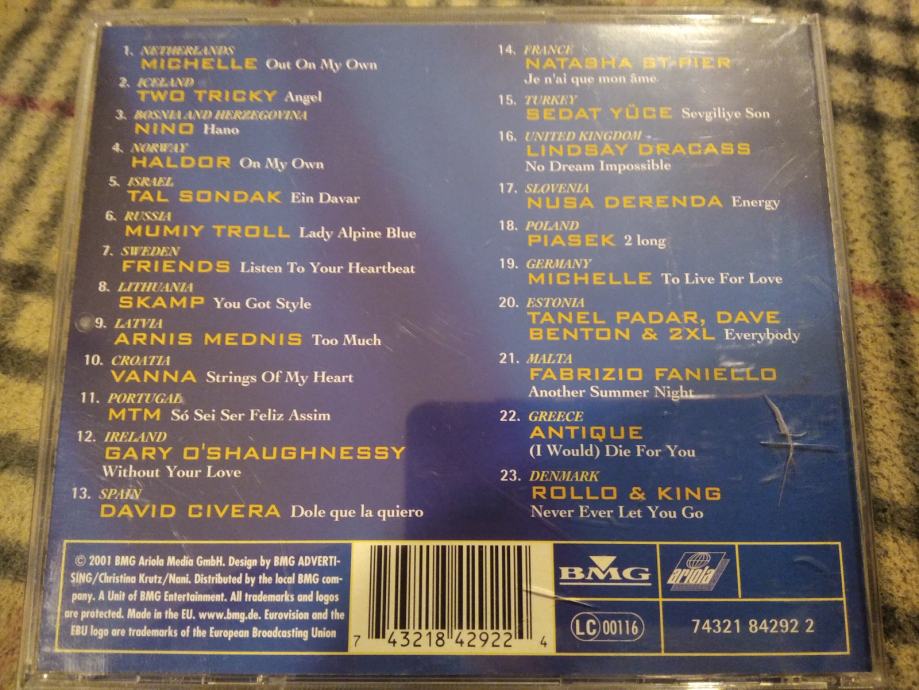 1. NETHERLANDS
MICHELLE Out On My Own
2. ICELAND
TWO TRICKY Angel
3. BOSNIA AND HERZEGOVINA
NINO Hano
4. NORWAY
HALDOR On My Own
5. ISRAEL
TAL SONDAK Ein Davar
6. RUSSIA
MUMIY TROLL Lady Alpine Blue
7. SWEDEN
FRIENDS Listen To Your Heartbeat
8. LITHUANIA
SKAMP You Got Style
9. LATVIA
ARNIS MEDNIS Too Much
10. CROATIA
VANNA Strings Of My Heart
11. PORTUGAL
MTM Só Sei Ser Feliz Assim
12. IRELAND
GARY O'SHAUGHNESSY
Without Your Love
13. SPAIN
DAVID CIVERA Dole que la quiero
14. FRANCE
NATASHA ST-PIER
Je n'ai que mon âme
15. TURKEY
SEDAT YÜCE Sevgiliye Son
16. UNITED KINGDOM
LINDSAY DRACASS
No Dream Impossible
17. SLOVENIA
NUSA DERENDA Energy
18. POLAND
PIASEK 2 long
19. GERMANY
MICHELLE To Live For Love
20. ESTONIA
TANEL PADAR, DAVE
BENTON & 2XL Everybody
21. MALTA
FABRIZIO FANIELLO
Another Summer Night
22. GREECE
ANTIQUE
(I Would) Die For You
23. DENMARK
ROLLO & KING
Never Ever Let You Go
© 2001 BMG Ariola Media GmbH. Design by BMG ADVERTI-
SING/Christina Krutz/Nani. Distributed by the local BMG com-
pany. A Unit of BMG Entertainment. All trademarks and logos
are protected. Made in the EU. www.bmg.de. Eurovision and the
EBU logo are trademarks of the European Broadcasting Union
7 43218 42922 4
BMG
ariola
LC 00116
74321 84292 2